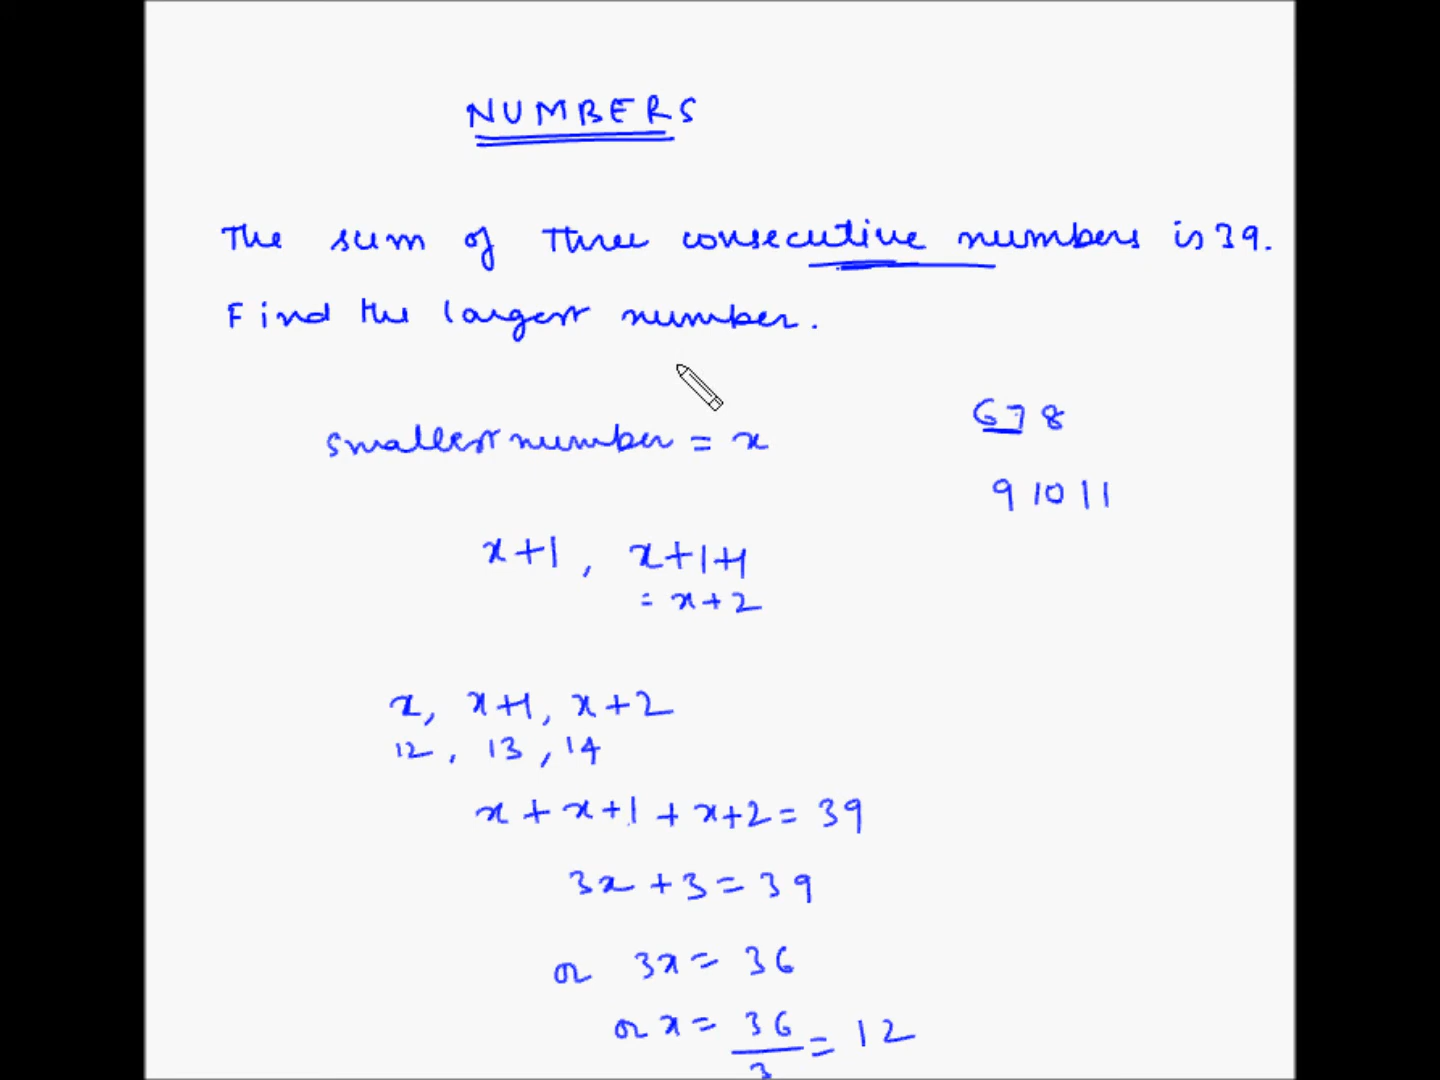 NUMBERS
The sum of Three consecutive numbers is 39.
Find the largest number.
smallest number = x
6 7 8
9 10 11
x+1, x+1+1
= x+2
x, x+1, x+2
12, 13, 14
x + x+1 + x+2 = 39
3x + 3 = 39
or 3x = 36
or x = 36/3 = 12